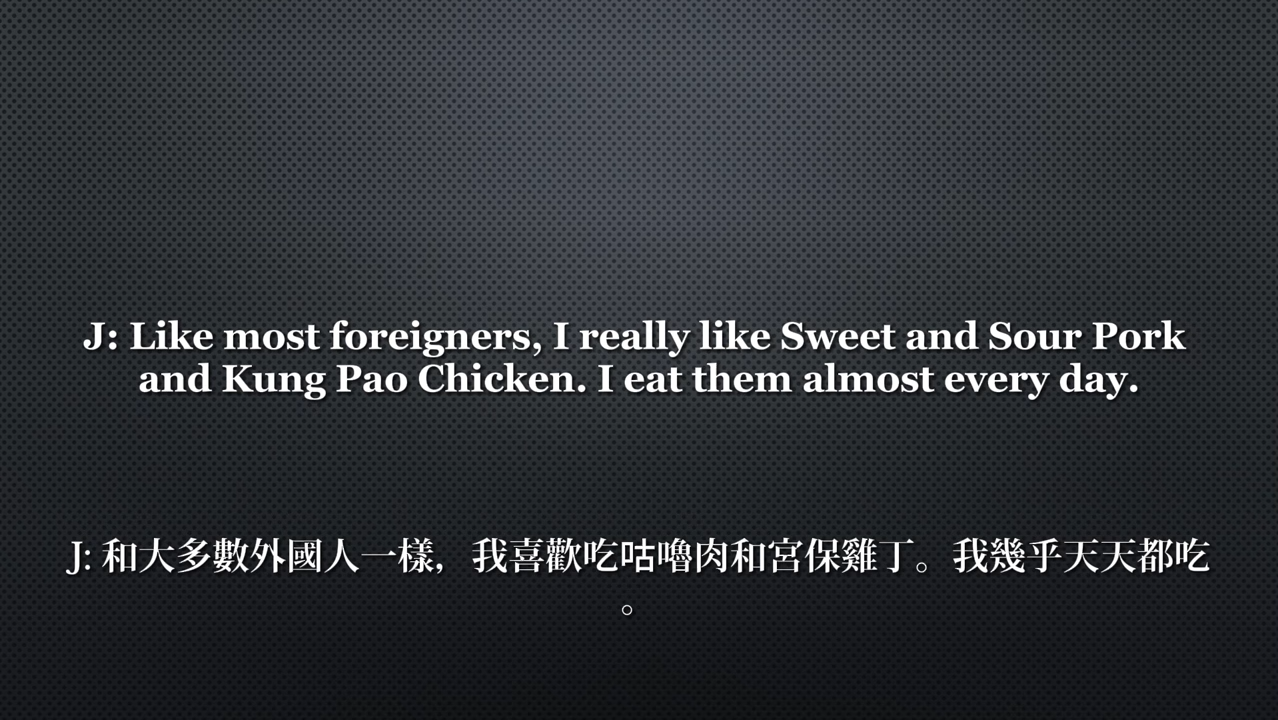 J: Like most foreigners, I really like Sweet and Sour Pork
and Kung Pao Chicken. I eat them almost every day.
J: 和大多數外國人一樣，我喜歡吃咕嚕肉和宮保雞丁。我幾乎天天都吃
。